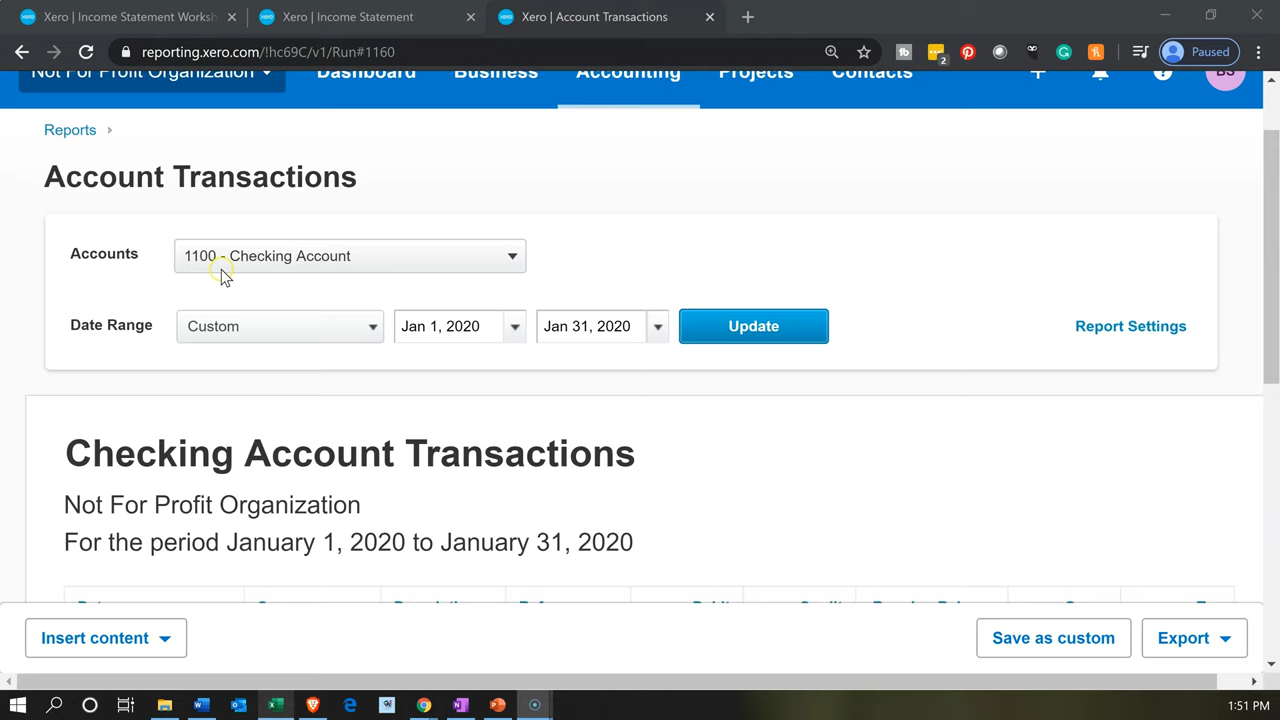 Xero | Income Statement Worksh
Xero | Income Statement
Xero | Account Transactions
reporting.xero.com/!hc69C/v1/Run#1160
2
Paused
Not For Profit Organization
Dashboard
Business
Accounting
Projects
Contacts
BS
Reports
Account Transactions
Accounts
1100 - Checking Account
Date Range
Custom
Jan 1, 2020
Jan 31, 2020
Update
Report Settings
Checking Account Transactions
Not For Profit Organization
For the period January 1, 2020 to January 31, 2020
Insert content
Save as custom
Export
1:51 PM